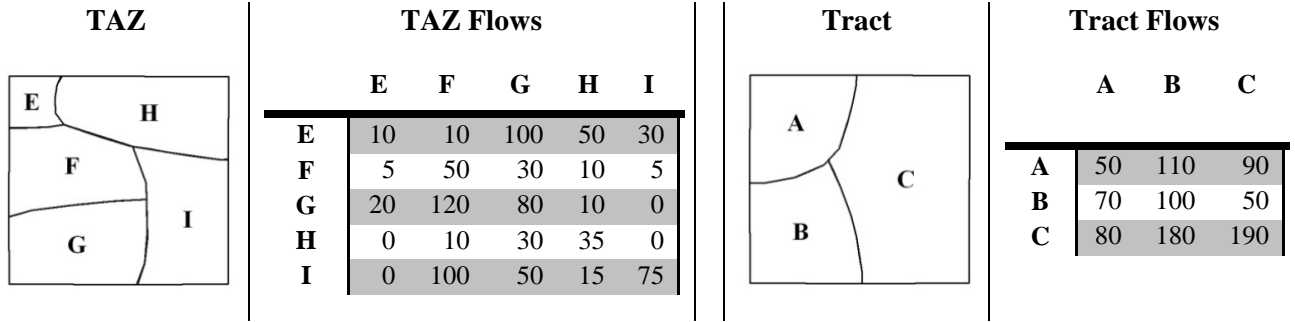 TAZ TAZ Flows Tract Tract Flows
E F G H I A B C
E H
F
G I
E 10 10 100 50 30
F 5 50 30 10 5
G 20 120 80 10 0
H 0 10 30 35 0
I 0 100 50 15 75
A
C
B
A 50 110 90
B 70 100 50
C 80 180 190